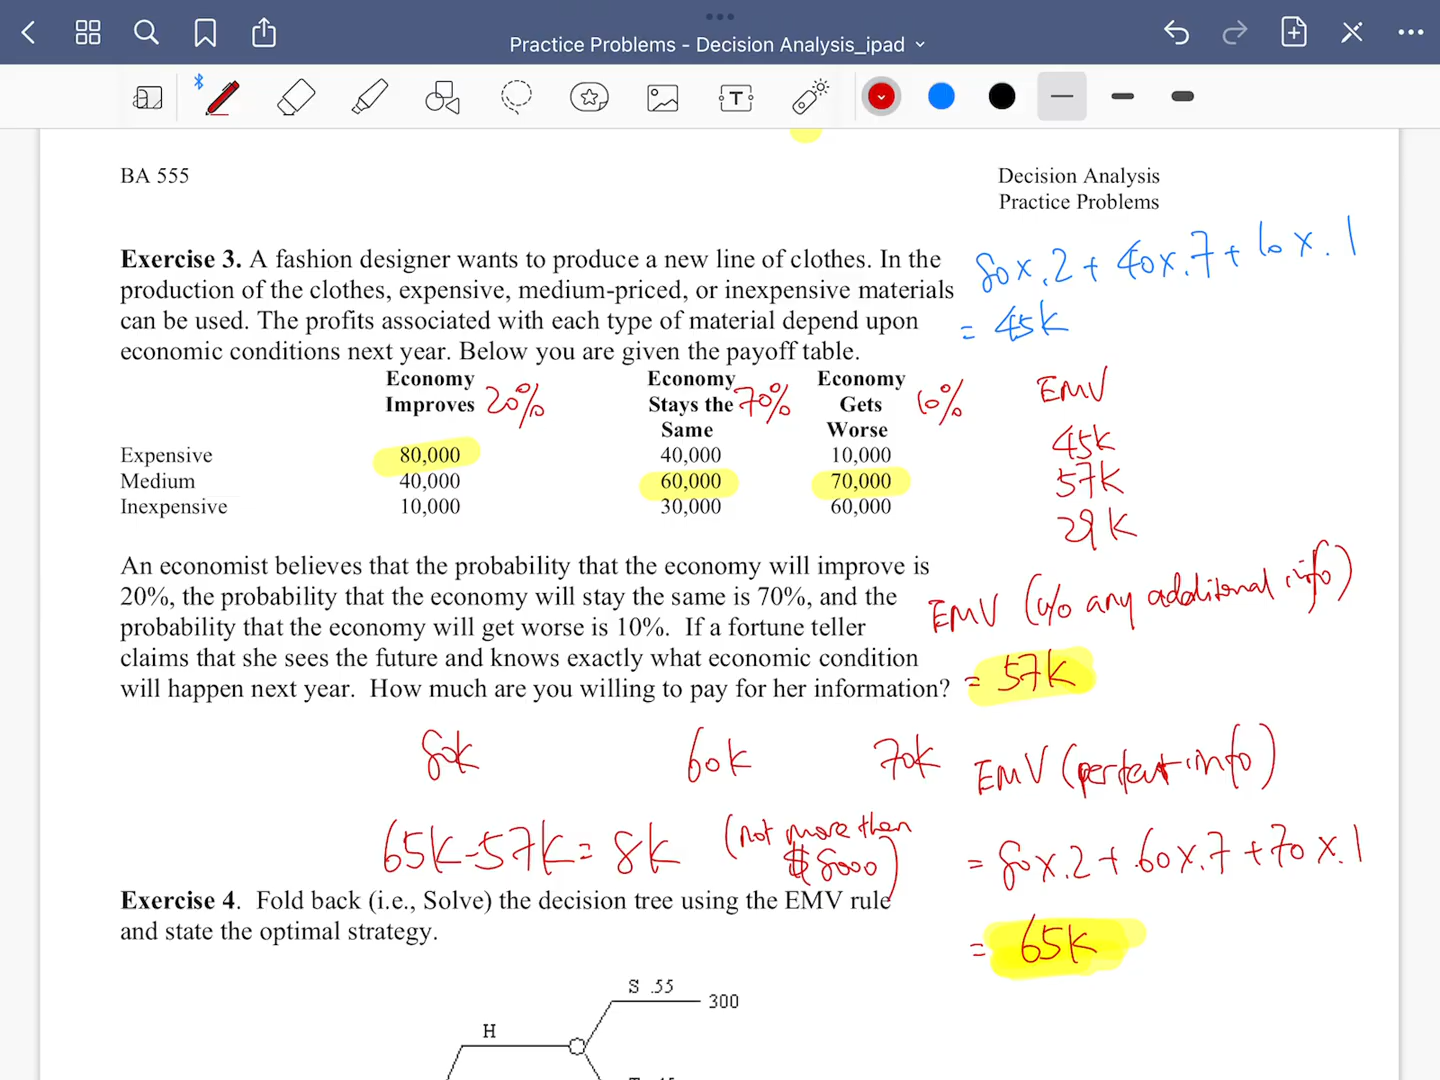 Practice Problems - Decision Analysis_ipad
T
BA 555
Decision Analysis
Practice Problems
Exercise 3. A fashion designer wants to produce a new line of clothes. In the
production of the clothes, expensive, medium-priced, or inexpensive materials
can be used. The profits associated with each type of material depend upon
economic conditions next year. Below you are given the payoff table.
80x.2 + 40x.7 + 10x.1
= 45K
Economy Improves 20%
Economy Stays the Same 70%
Economy Gets Worse 10%
Expensive 80,000 40,000 10,000
Medium 40,000 60,000 70,000
Inexpensive 10,000 30,000 60,000
EMV
45K
57K
29K
An economist believes that the probability that the economy will improve is
20%, the probability that the economy will stay the same is 70%, and the
probability that the economy will get worse is 10%. If a fortune teller
claims that she sees the future and knows exactly what economic condition
will happen next year. How much are you willing to pay for her information?
EMV (w/o any additional info)
= 57K
80K 60K 70K
EMV (perfect info)
= 80x.2 + 60x.7 + 70x.1
= 65K
65K - 57K = 8K
(not more than
$8000)
Exercise 4. Fold back (i.e., Solve) the decision tree using the EMV rule
and state the optimal strategy.
S .55
300
H